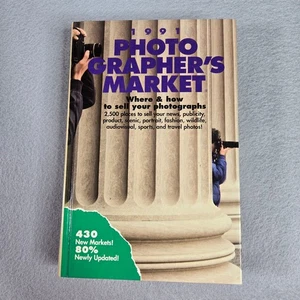 1991
PHOTO
GRAPHER'S
MARKET
Where & how
to sell your photographs
2,500 places to sell your news, publicity,
product, scenic, portrait, fashion, wildlife,
audiovisual, sports, and travel photos!
430
New Markets!
80%
Newly Updated!